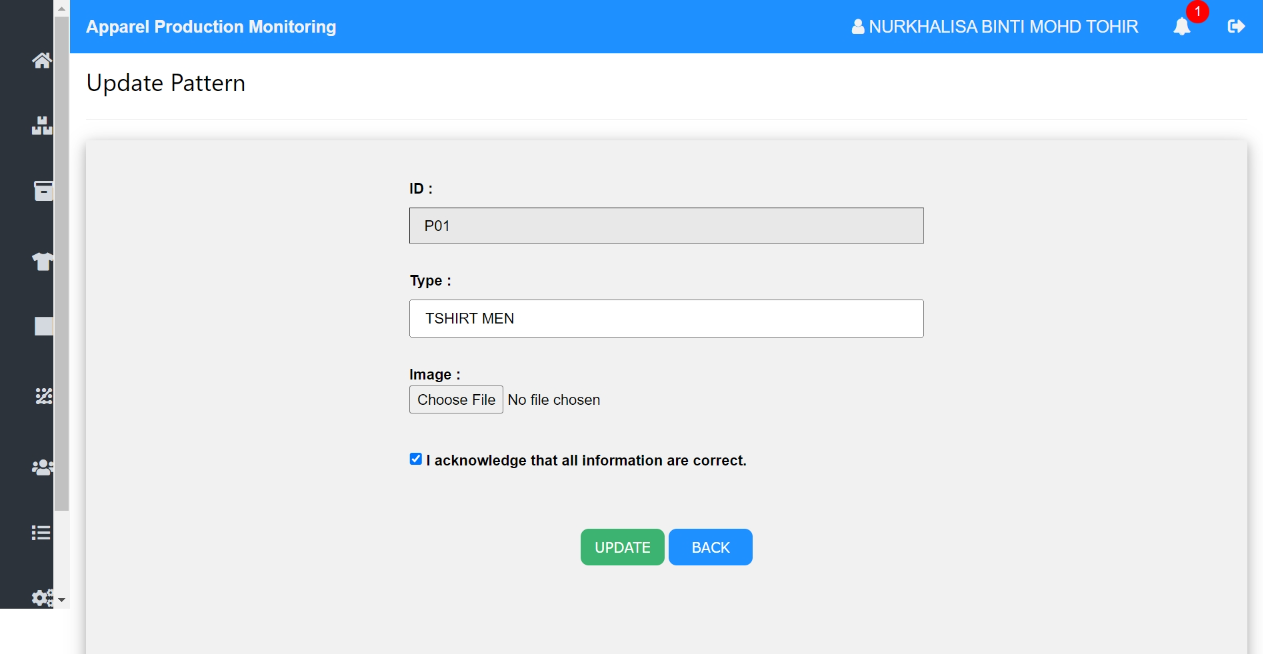 Apparel Production Monitoring
NURKHALISA BINTI MOHD TOHIR
1
Update Pattern
ID :
P01
Type :
TSHIRT MEN
Image :
Choose File No file chosen
I acknowledge that all information are correct.
UPDATE BACK